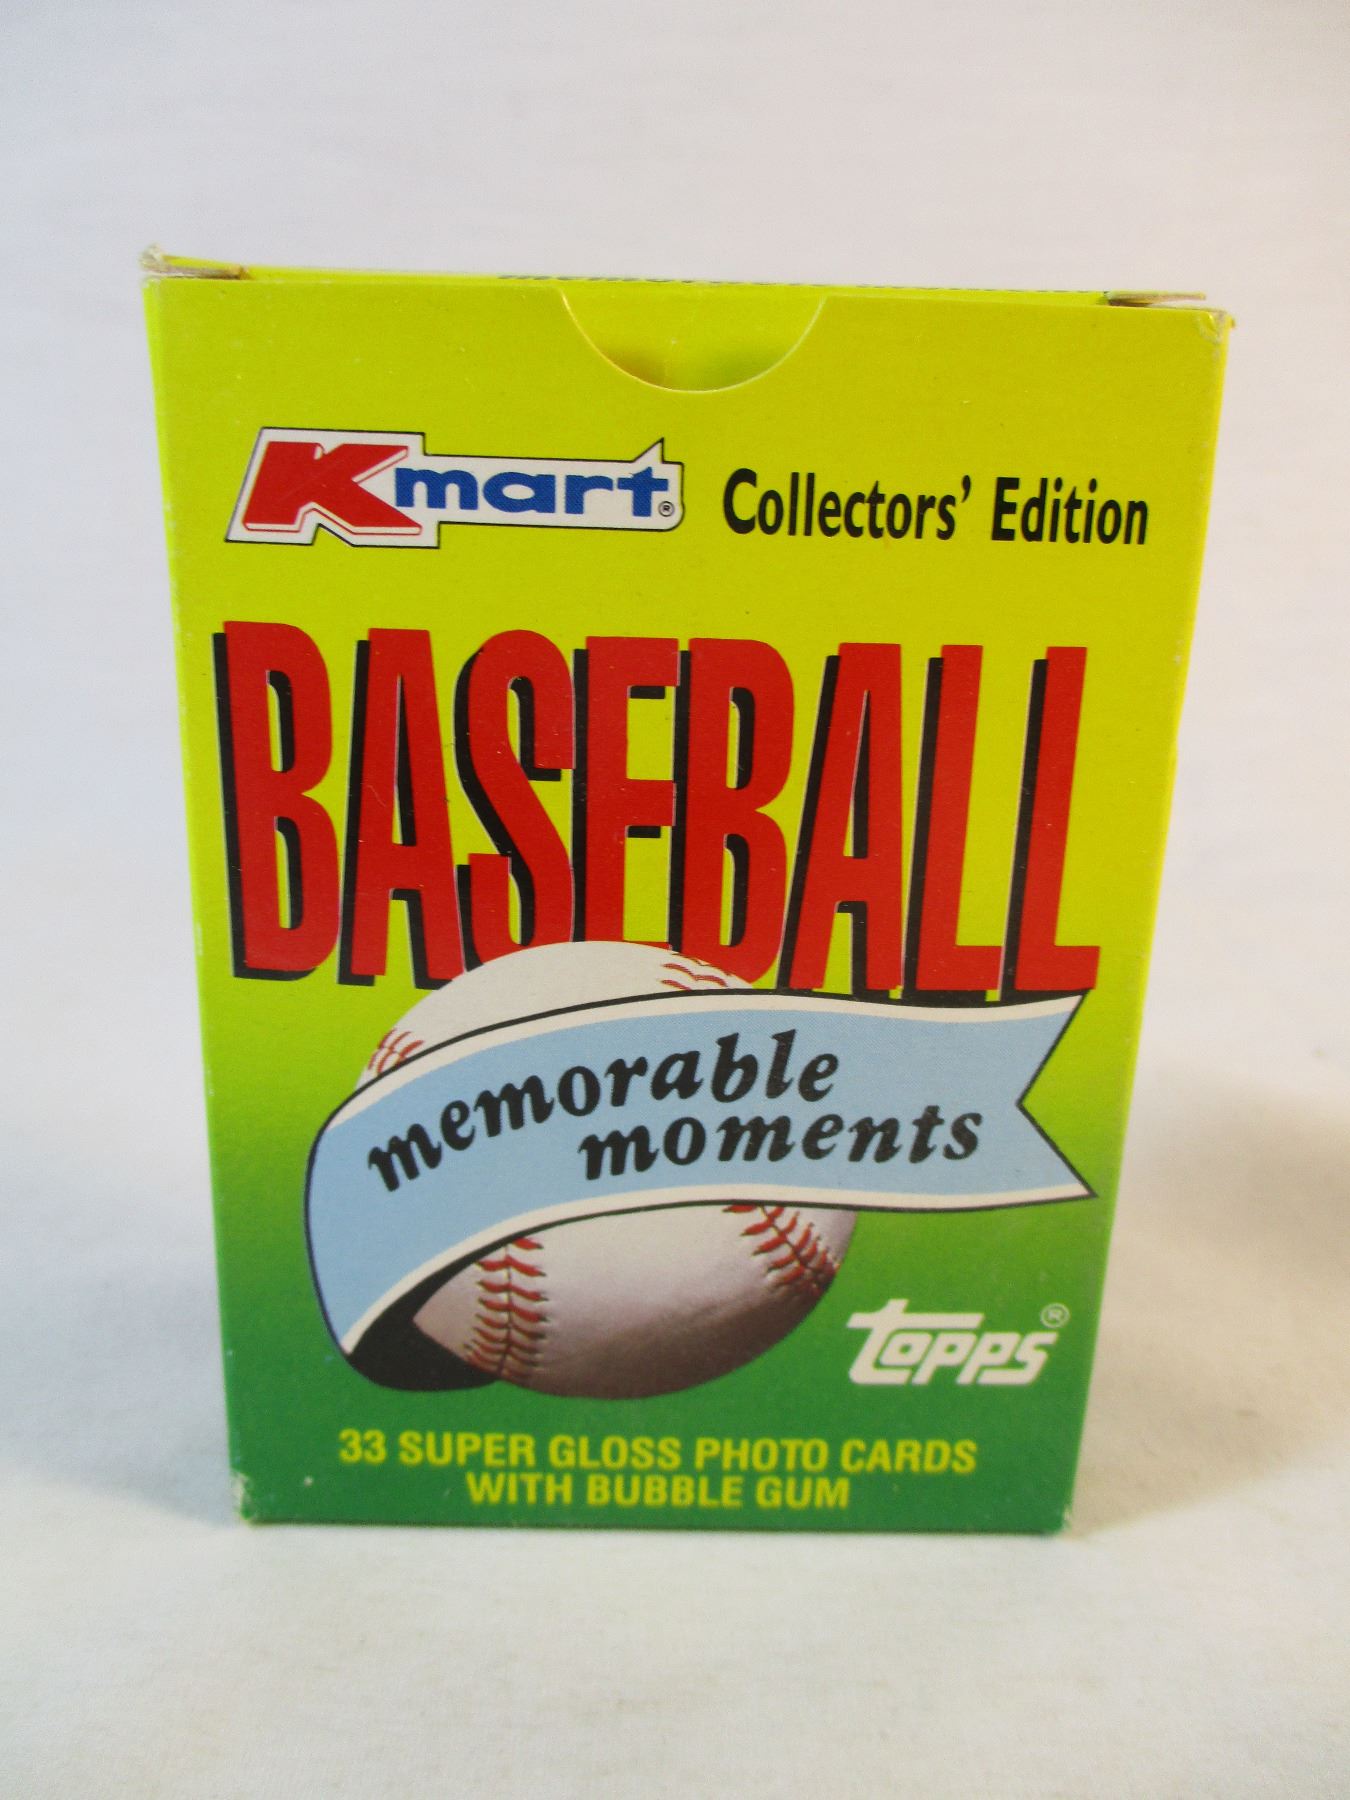 Kmart® Collectors' Edition
BASEBALL
memorable
moments
topps®
33 SUPER GLOSS PHOTO CARDS
WITH BUBBLE GUM